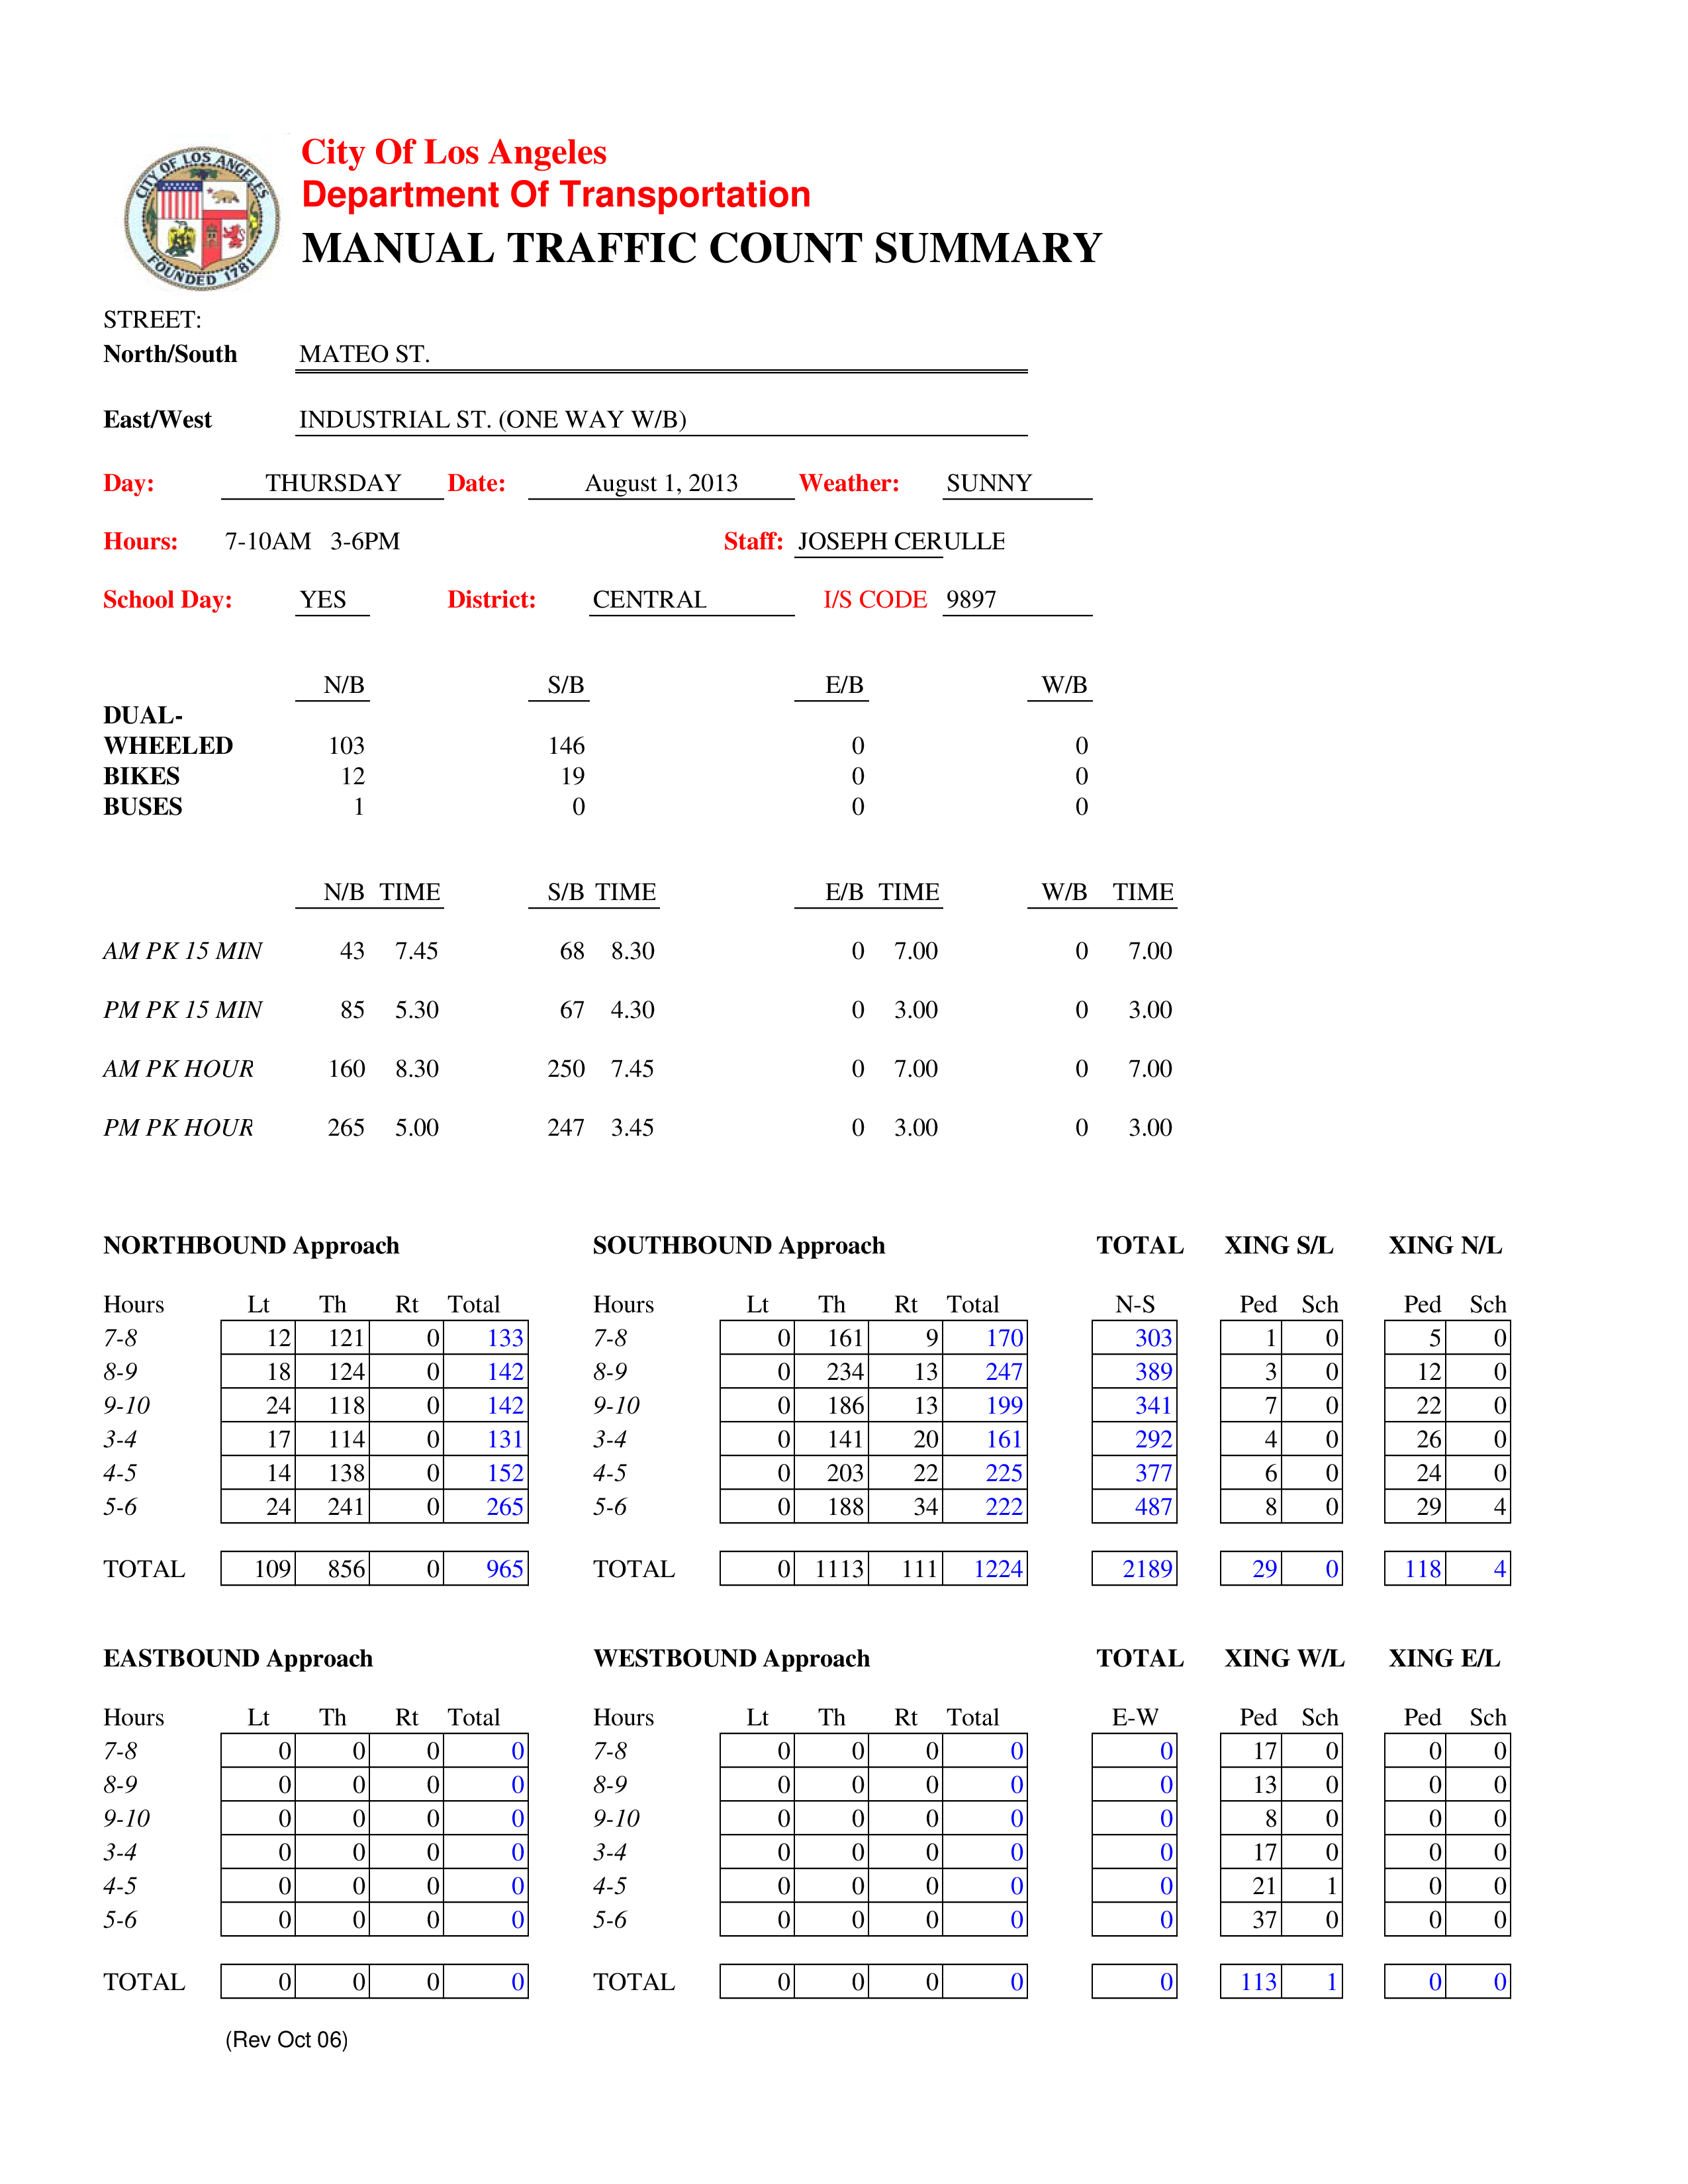 CITY OF LOS ANGELES
FOUNDED 1781
City Of Los Angeles
Department Of Transportation
MANUAL TRAFFIC COUNT SUMMARY
STREET:
North/South MATEO ST.
East/West INDUSTRIAL ST. (ONE WAY W/B)
Day: THURSDAY Date: August 1, 2013 Weather: SUNNY
Hours: 7-10AM 3-6PM Staff: JOSEPH CERULLE
School Day: YES District: CENTRAL I/S CODE 9897
N/B S/B E/B W/B
DUAL-
WHEELED 103 146 0 0
BIKES 12 19 0 0
BUSES 1 0 0 0
N/B TIME S/B TIME E/B TIME W/B TIME
AM PK 15 MIN 43 7.45 68 8.30 0 7.00 0 7.00
PM PK 15 MIN 85 5.30 67 4.30 0 3.00 0 3.00
AM PK HOUR 160 8.30 250 7.45 0 7.00 0 7.00
PM PK HOUR 265 5.00 247 3.45 0 3.00 0 3.00
NORTHBOUND Approach SOUTHBOUND Approach TOTAL XING S/L XING N/L
Hours Lt Th Rt Total Hours Lt Th Rt Total N-S Ped Sch Ped Sch
7-8 12 121 0 133 7-8 0 161 9 170 303 1 0 5 0
8-9 18 124 0 142 8-9 0 234 13 247 389 3 0 12 0
9-10 24 118 0 142 9-10 0 186 13 199 341 7 0 22 0
3-4 17 114 0 131 3-4 0 141 20 161 292 4 0 26 0
4-5 14 138 0 152 4-5 0 203 22 225 377 6 0 24 0
5-6 24 241 0 265 5-6 0 188 34 222 487 8 0 29 4
TOTAL 109 856 0 965 TOTAL 0 1113 111 1224 2189 29 0 118 4
EASTBOUND Approach WESTBOUND Approach TOTAL XING W/L XING E/L
Hours Lt Th Rt Total Hours Lt Th Rt Total E-W Ped Sch Ped Sch
7-8 0 0 0 0 7-8 0 0 0 0 0 17 0 0 0
8-9 0 0 0 0 8-9 0 0 0 0 0 13 0 0 0
9-10 0 0 0 0 9-10 0 0 0 0 0 8 0 0 0
3-4 0 0 0 0 3-4 0 0 0 0 0 17 0 0 0
4-5 0 0 0 0 4-5 0 0 0 0 0 21 1 0 0
5-6 0 0 0 0 5-6 0 0 0 0 0 37 0 0 0
TOTAL 0 0 0 0 TOTAL 0 0 0 0 0 113 1 0 0
(Rev Oct 06)